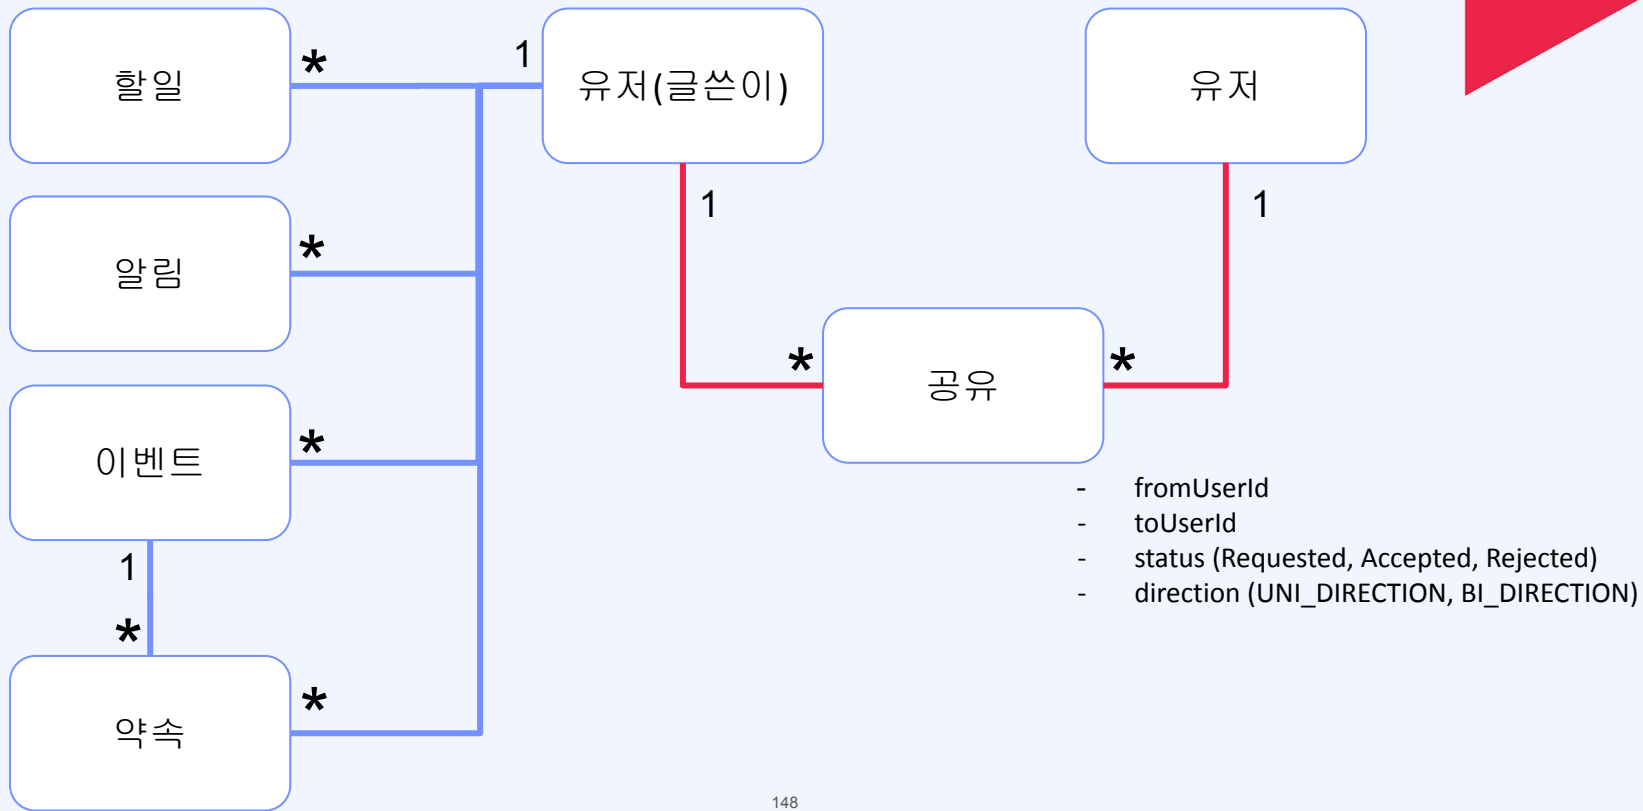 할일
*
1
유저(글쓴이)
유저
1
1
알림
*
*
공유
*
이벤트
*
1
*
약속
*
- fromUserId
- toUserId
- status (Requested, Accepted, Rejected)
- direction (UNI_DIRECTION, BI_DIRECTION)
148